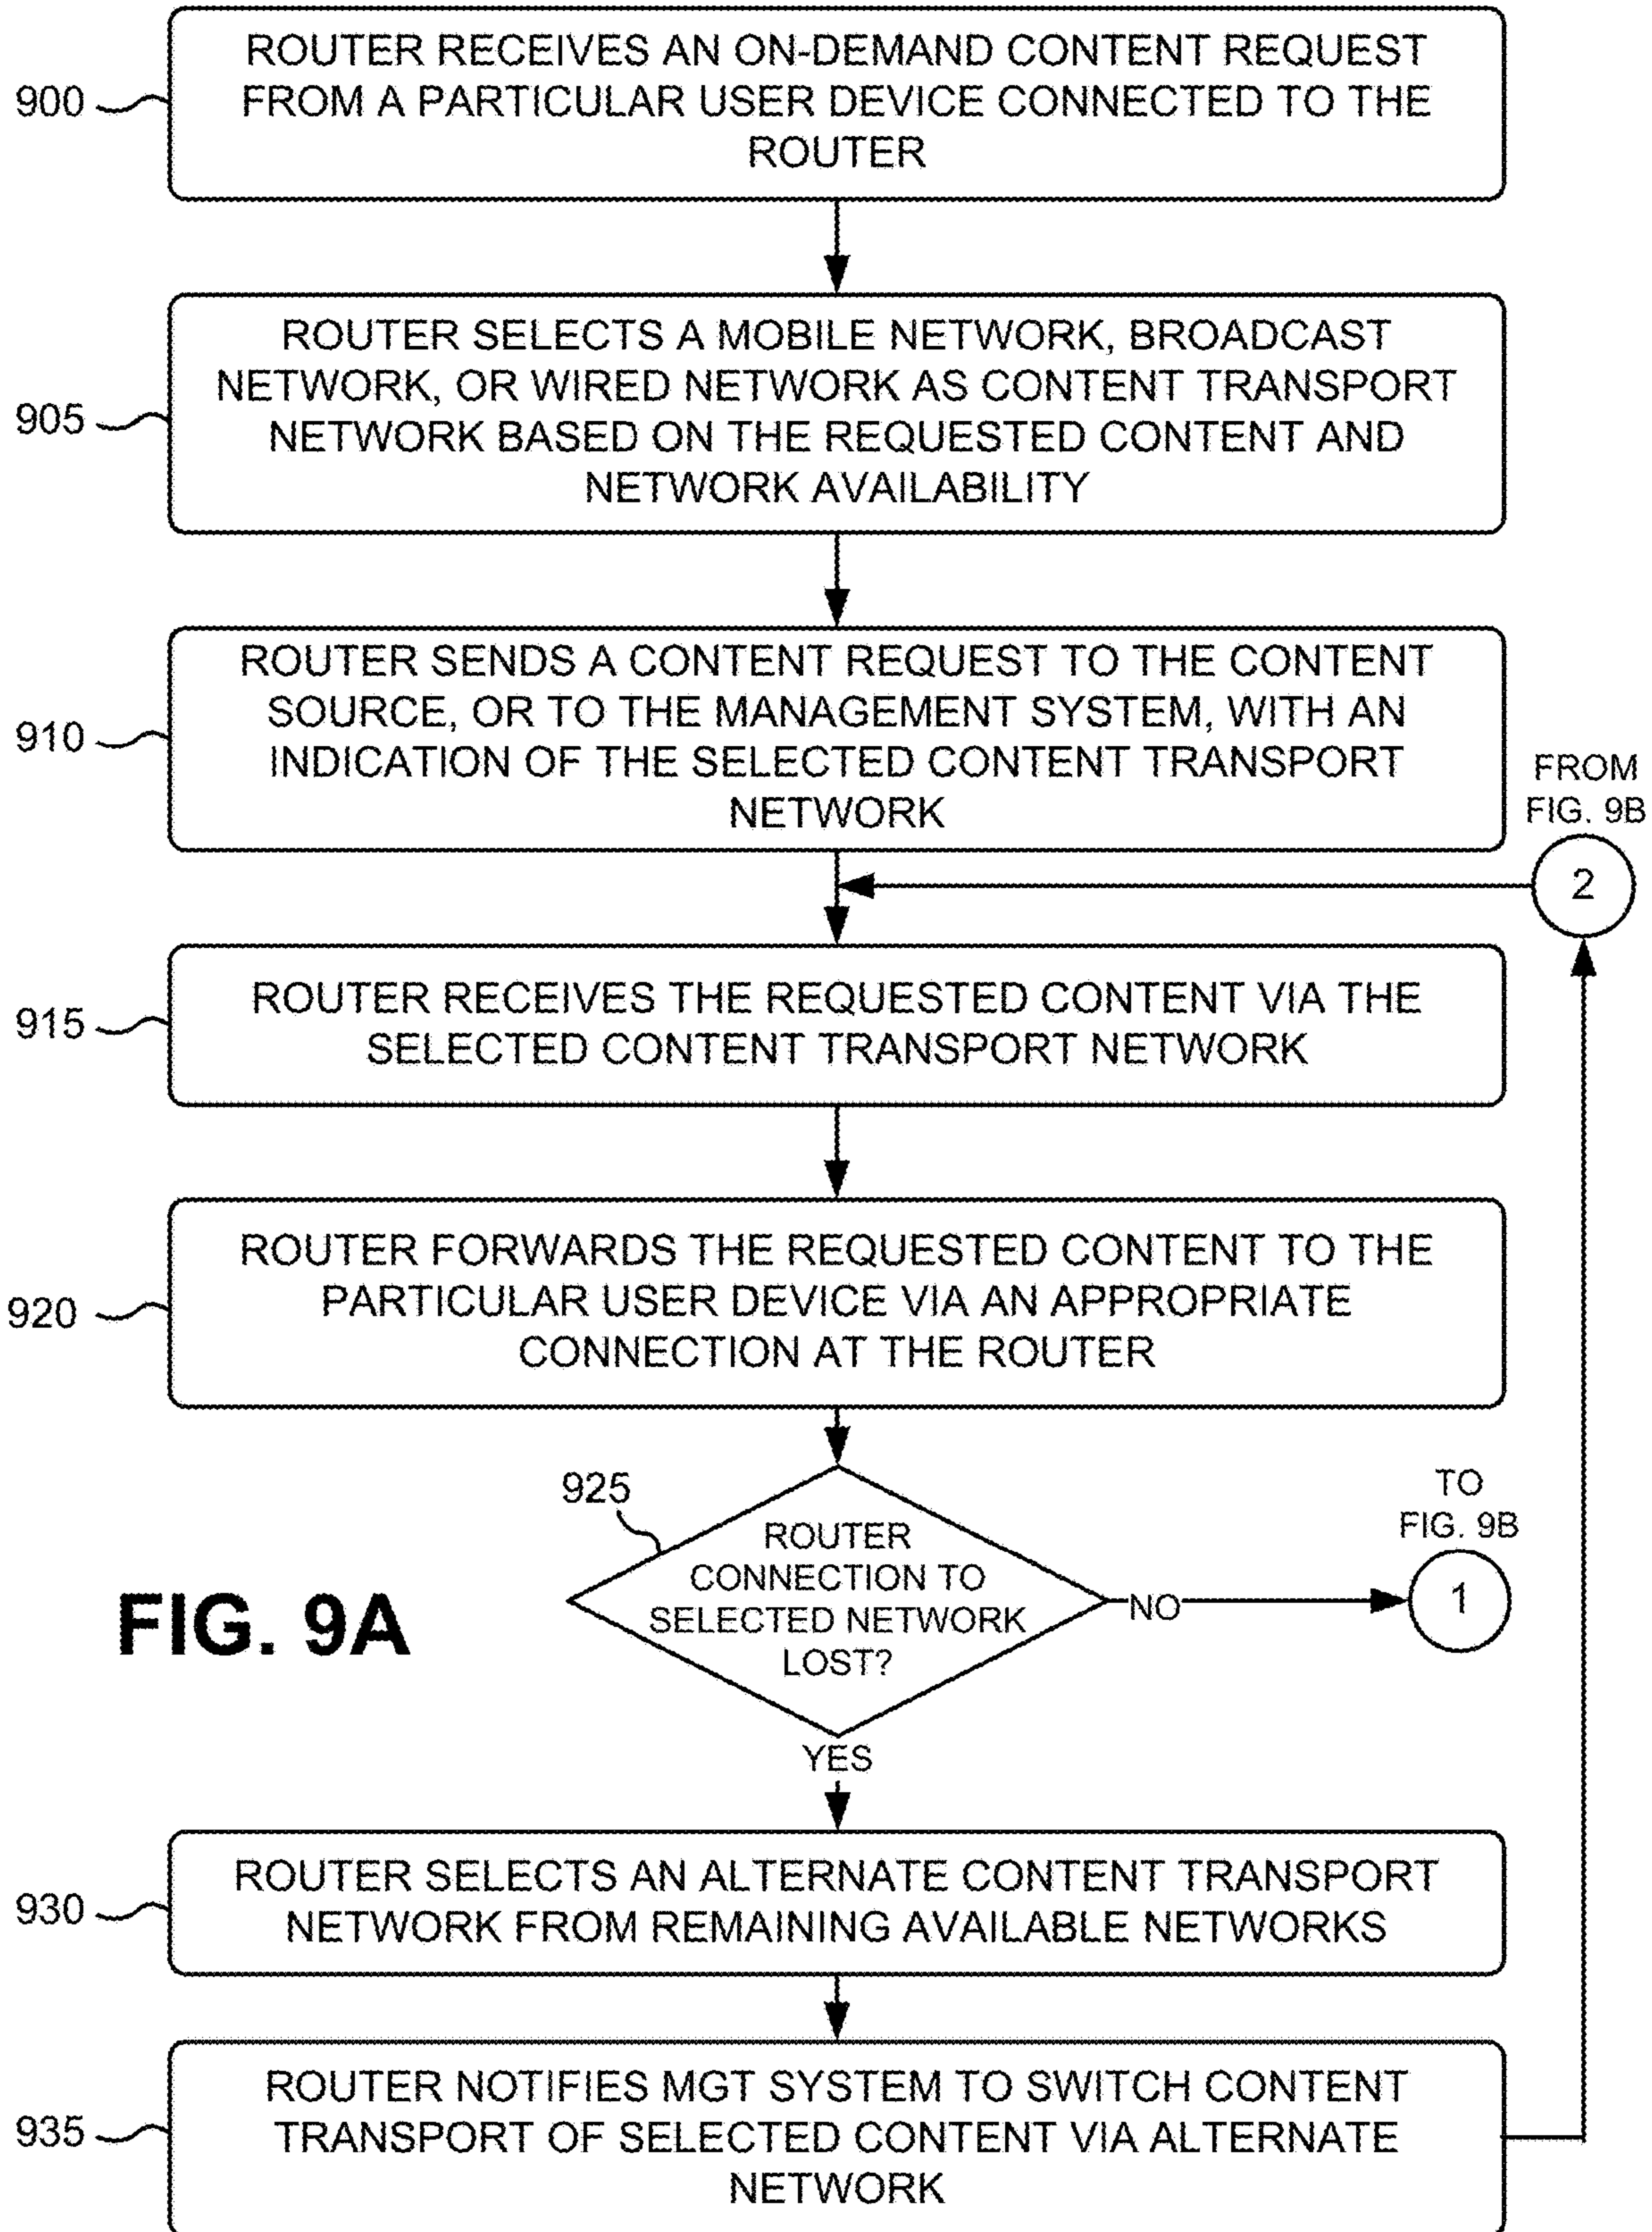 900
ROUTER RECEIVES AN ON-DEMAND CONTENT REQUEST
FROM A PARTICULAR USER DEVICE CONNECTED TO THE
ROUTER
905
ROUTER SELECTS A MOBILE NETWORK, BROADCAST
NETWORK, OR WIRED NETWORK AS CONTENT TRANSPORT
NETWORK BASED ON THE REQUESTED CONTENT AND
NETWORK AVAILABILITY
910
ROUTER SENDS A CONTENT REQUEST TO THE CONTENT
SOURCE, OR TO THE MANAGEMENT SYSTEM, WITH AN
INDICATION OF THE SELECTED CONTENT TRANSPORT
NETWORK
FROM
FIG. 9B
2
915
ROUTER RECEIVES THE REQUESTED CONTENT VIA THE
SELECTED CONTENT TRANSPORT NETWORK
920
ROUTER FORWARDS THE REQUESTED CONTENT TO THE
PARTICULAR USER DEVICE VIA AN APPROPRIATE
CONNECTION AT THE ROUTER
925
ROUTER
CONNECTION TO
SELECTED NETWORK
LOST?
NO
TO
FIG. 9B
1
FIG. 9A
YES
930
ROUTER SELECTS AN ALTERNATE CONTENT TRANSPORT
NETWORK FROM REMAINING AVAILABLE NETWORKS
935
ROUTER NOTIFIES MGT SYSTEM TO SWITCH CONTENT
TRANSPORT OF SELECTED CONTENT VIA ALTERNATE
NETWORK